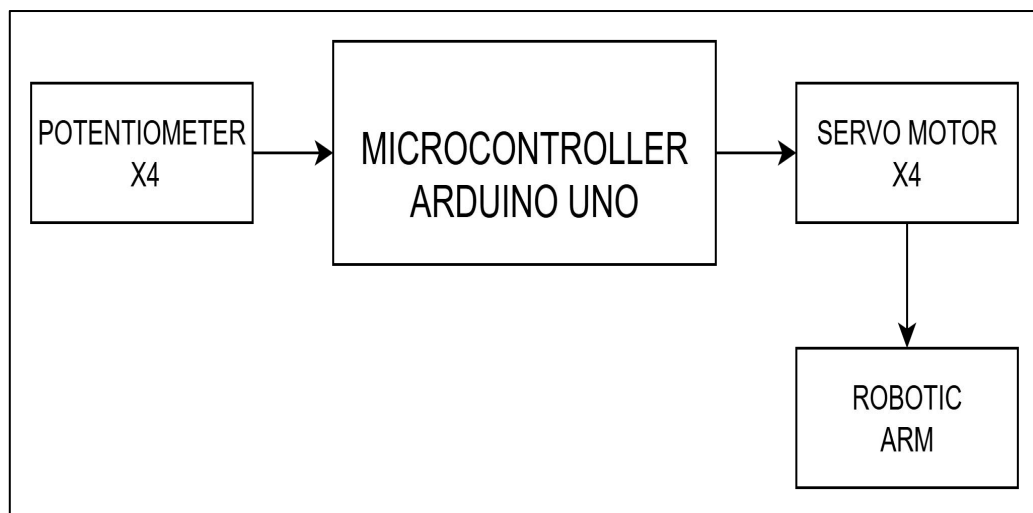 POTENTIOMETER
X4
MICROCONTROLLER
ARDUINO UNO
SERVO MOTOR
X4
ROBOTIC
ARM